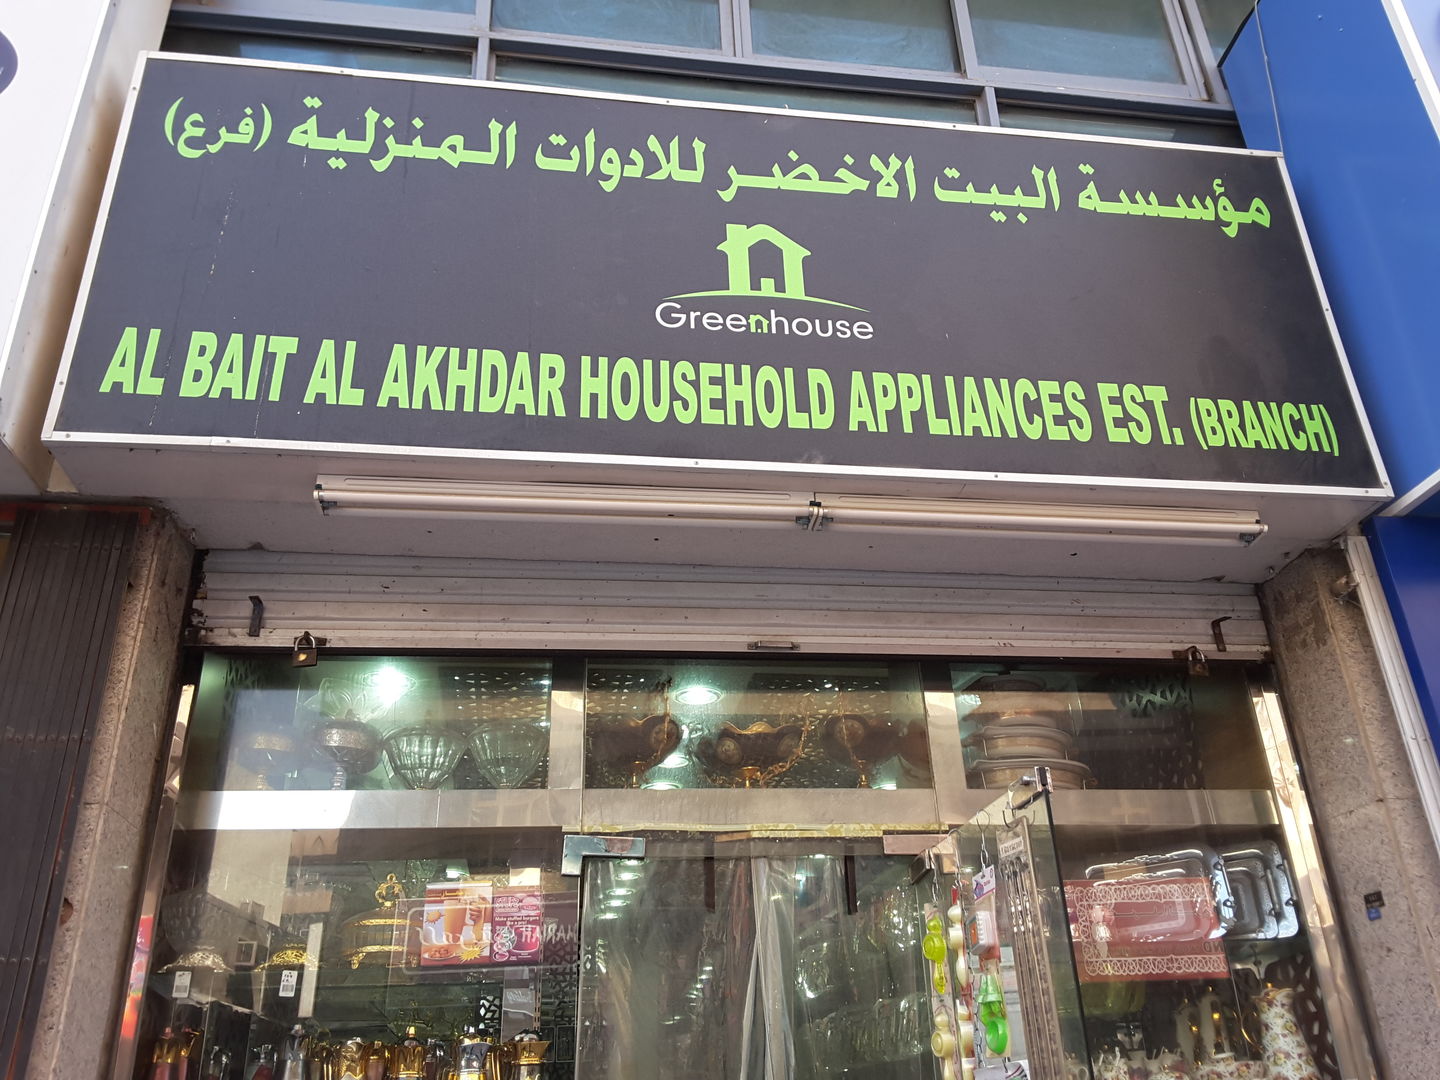 مؤسسة البيت الاخضر للادوات المنزلية (فرع)
Greenhouse
AL BAIT AL AKHDAR HOUSEHOLD APPLIANCES EST. (BRANCH)